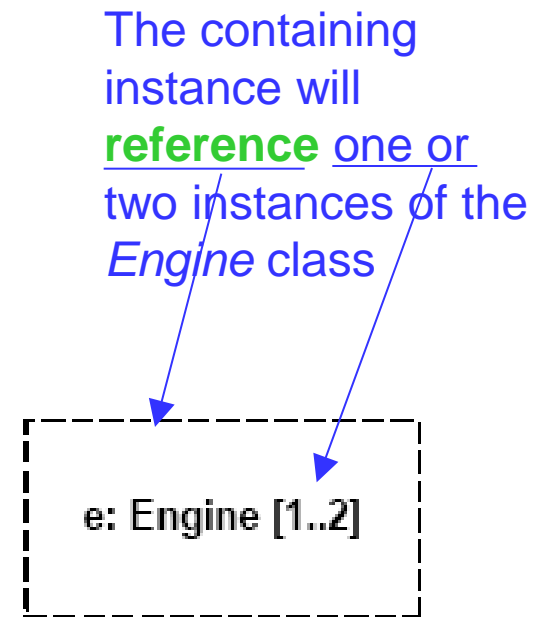 The containing
instance will
reference one or
two instances of the
Engine class
e: Engine [1..2]